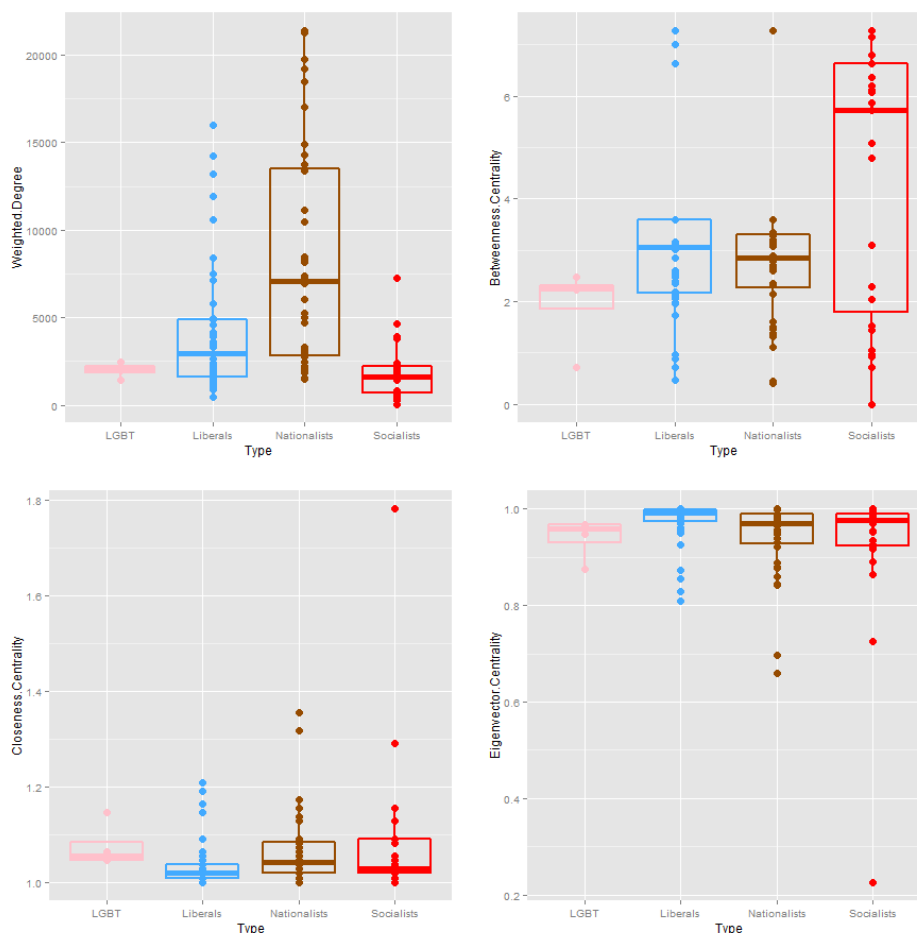 Weighted.Degree
20000
15000
10000
5000
0
LGBT Liberals Nationalists Socialists
Type
Betweenness.Centrality
6
4
2
0
LGBT Liberals Nationalists Socialists
Type
Closeness.Centrality
1.8
1.6
1.4
1.2
1.0
LGBT Liberals Nationalists Socialists
Type
Eigenvector.Centrality
1.0
0.8
0.6
0.4
0.2
LGBT Liberals Nationalists Socialists
Type